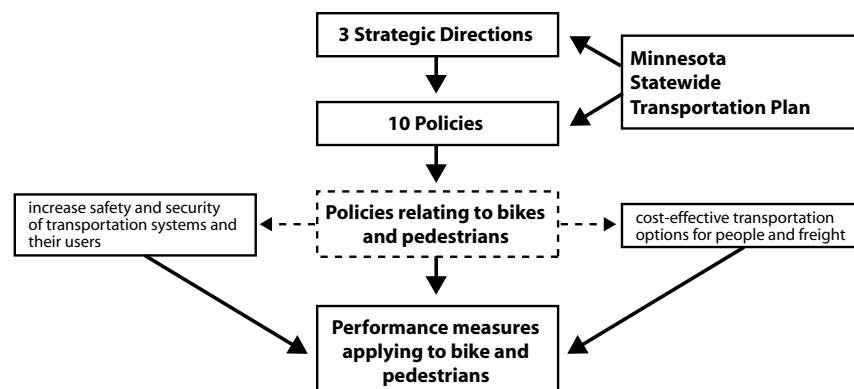 3 Strategic Directions
Minnesota
Statewide
Transportation Plan
10 Policies
increase safety and security
of transportation systems and
their users
Policies relating to bikes
and pedestrians
cost-effective transportation
options for people and freight
Performance measures
applying to bike and
pedestrians